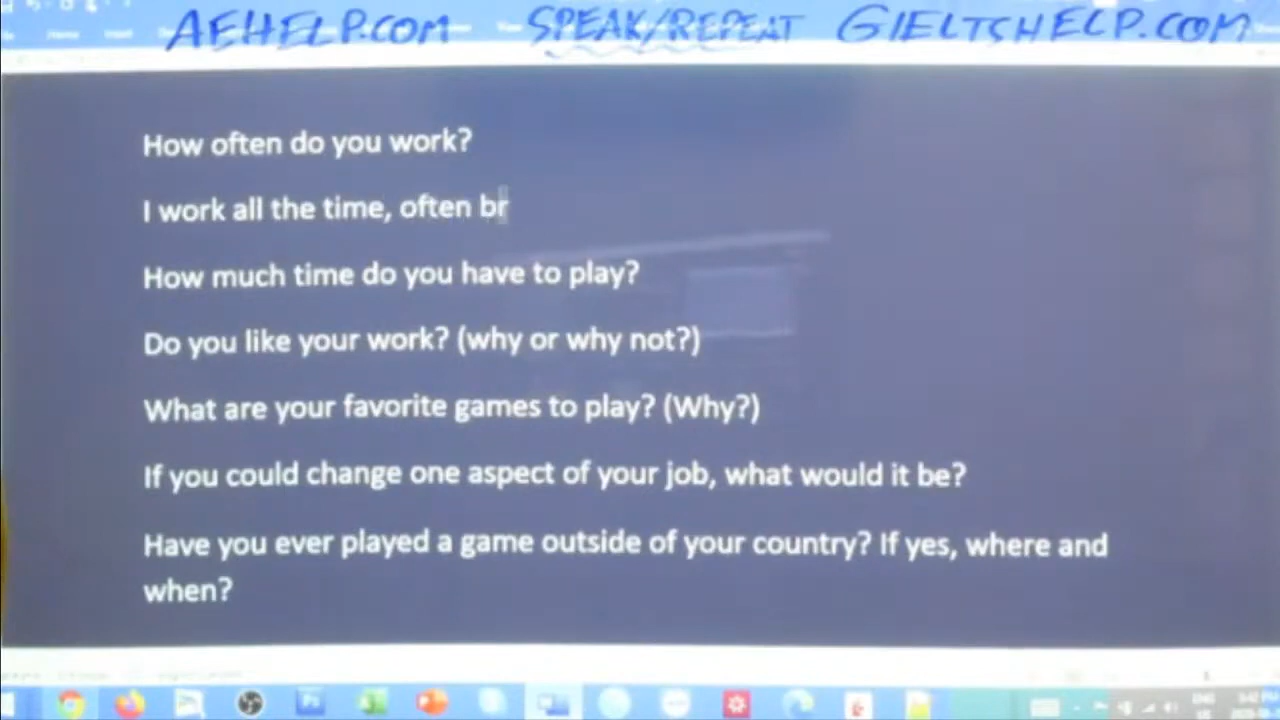 AEHELP.COM SPEAK/REPEAT GIELTSHELP.COM
How often do you work?
I work all the time, often br
How much time do you have to play?
Do you like your work? (why or why not?)
What are your favorite games to play? (Why?)
If you could change one aspect of your job, what would it be?
Have you ever played a game outside of your country? If yes, where and
when?